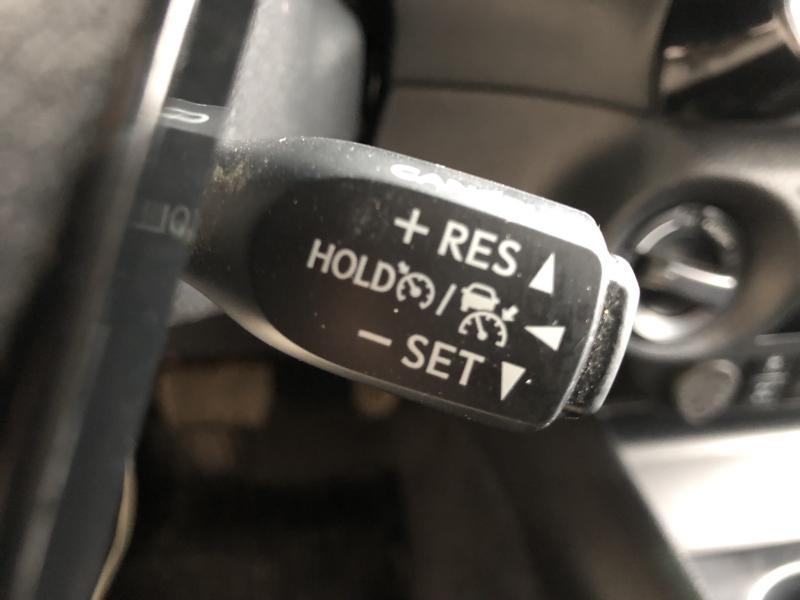 + RES
HOLD /
- SET